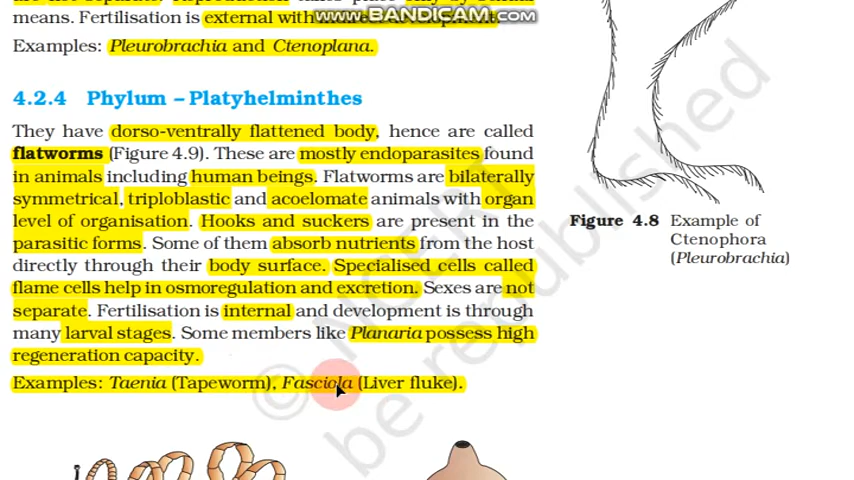 means. Fertilisation is external with
www.BANDICAM.com
Examples: Pleurobrachia and Ctenoplana.
4.2.4 Phylum – Platyhelminthes
They have dorso-ventrally flattened body, hence are called
flatworms (Figure 4.9). These are mostly endoparasites found
in animals including human beings. Flatworms are bilaterally
symmetrical, triploblastic and acoelomate animals with organ
level of organisation. Hooks and suckers are present in the
parasitic forms. Some of them absorb nutrients from the host
directly through their body surface. Specialised cells called
flame cells help in osmoregulation and excretion. Sexes are not
separate. Fertilisation is internal and development is through
many larval stages. Some members like Planaria possess high
regeneration capacity.
Examples: Taenia (Tapeworm), Fasciola (Liver fluke).
Figure 4.8 Example of
Ctenophora
(Pleurobrachia)
© NCERT
be republished